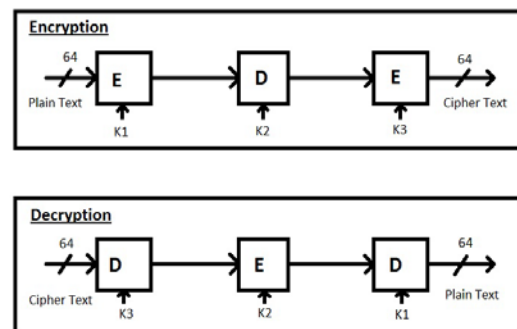 Encryption
64
E
D
E
64
Plain Text
K1
K2
K3
Cipher Text
Decryption
64
D
E
D
64
Cipher Text
K3
K2
K1
Plain Text